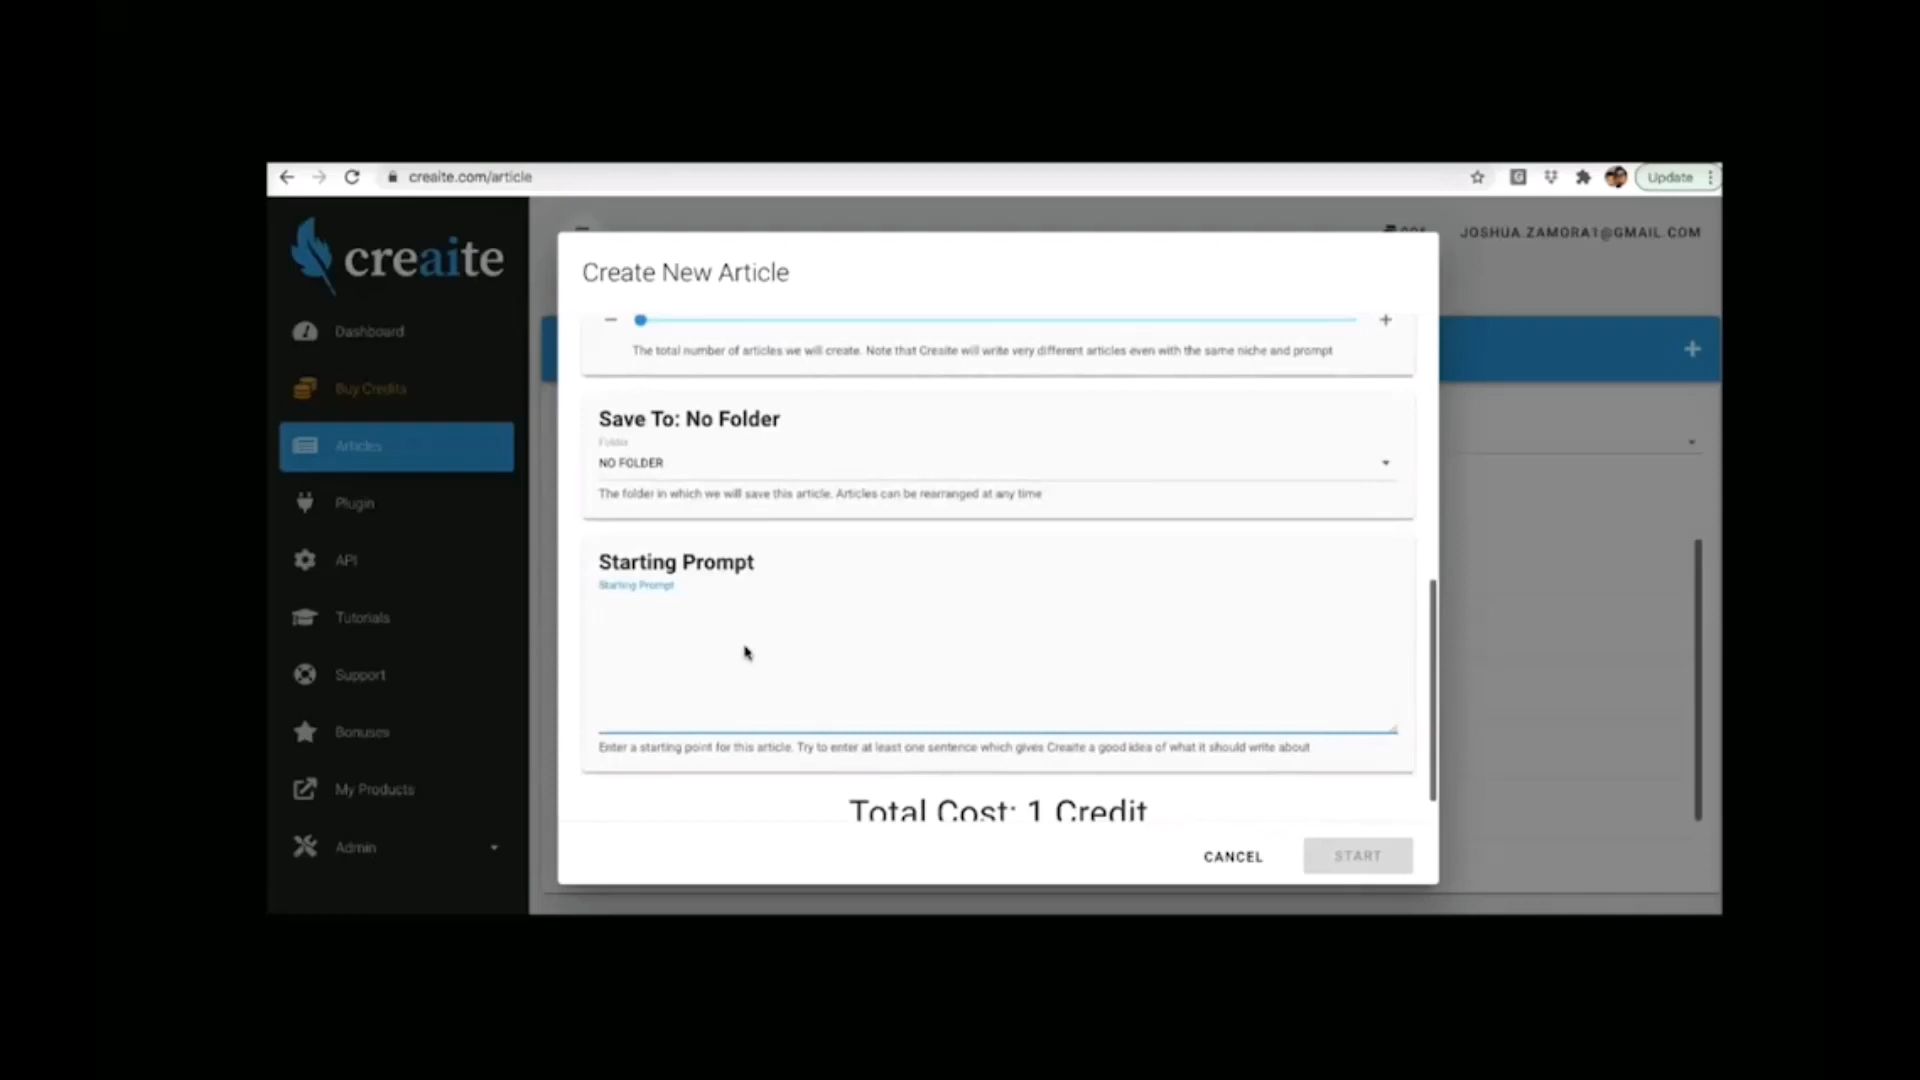 creaite.com/article
Update
creaite
JOSHUA.ZAMORA1@GMAIL.COM
Create New Article
Dashboard
The total number of articles we will create. Note that Creaite will write very different articles even with the same niche and prompt
Buy Credits
Save To: No Folder
Folder
Articles
NO FOLDER
The folder in which we will save this article. Articles can be rearranged at any time
Plugin
API
Starting Prompt
Starting Prompt
Tutorials
Support
Bonuses
Enter a starting point for this article. Try to enter at least one sentence which gives Creaite a good idea of what it should write about
My Products
Total Cost: 1 Credit
Admin
CANCEL
START